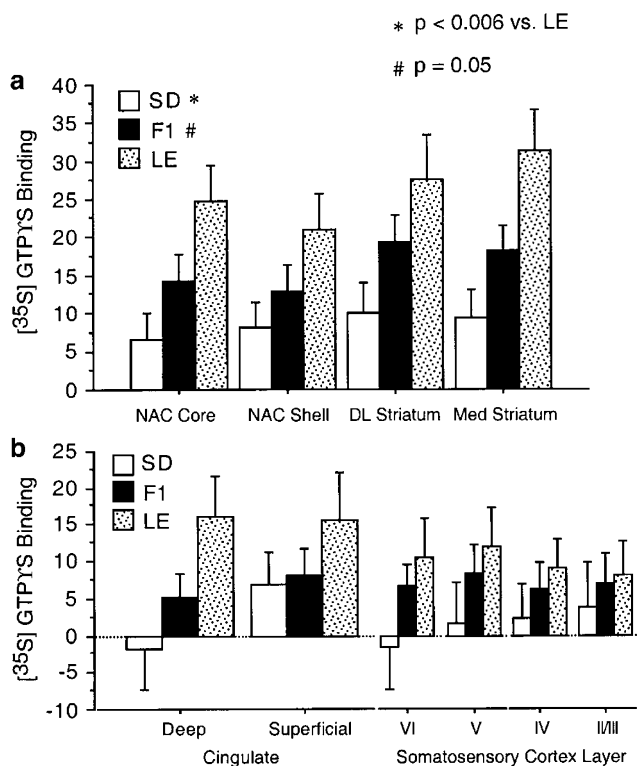 * p < 0.006 vs. LE
# p = 0.05
a
40
35
30
25
20
15
10
5
0
[35S] GTPϒS Binding
SD *
F1 #
LE
NAC Core NAC Shell DL Striatum Med Striatum
b
25
20
15
10
5
0
-5
-10
[35S] GTPϒS Binding
SD
F1
LE
Deep Superficial VI V IV II/III
Cingulate Somatosensory Cortex Layer